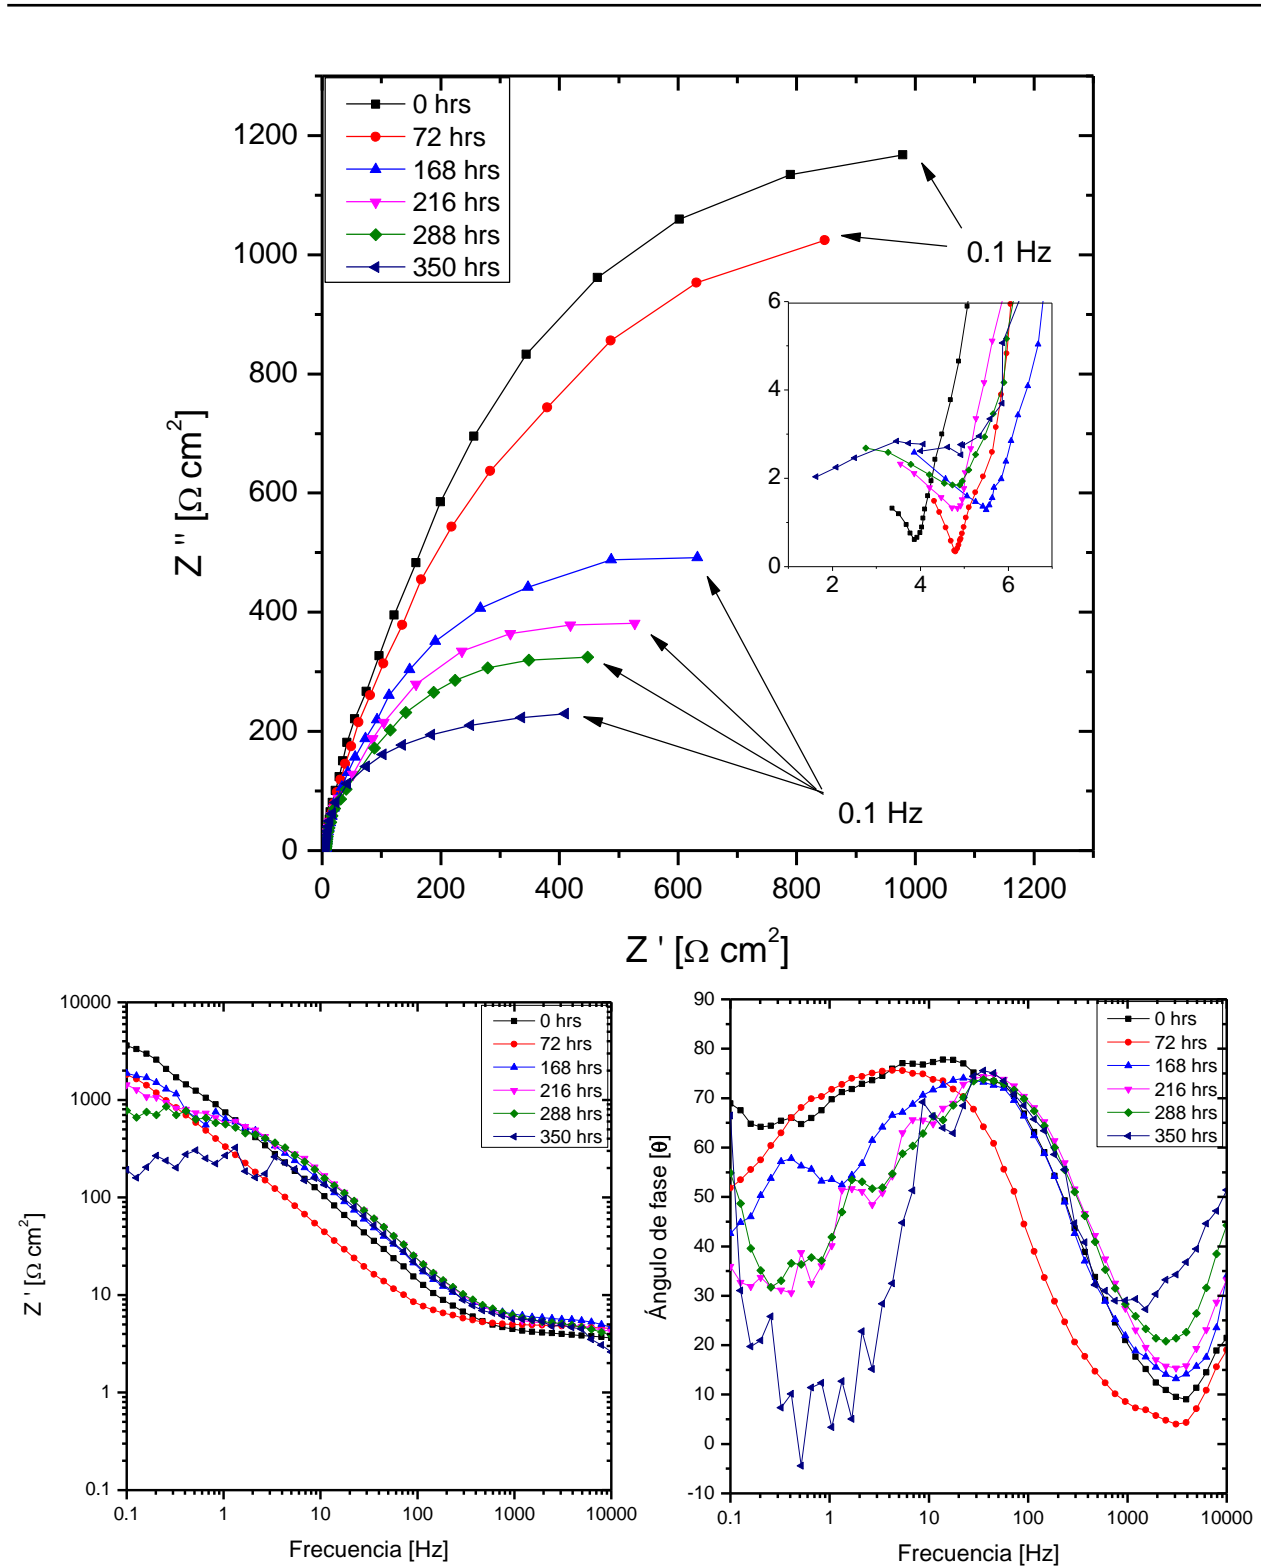 0 hrs
72 hrs
168 hrs
216 hrs
288 hrs
350 hrs
1200
1000
800
600
400
200
0
Z '' [Ω cm²]
0.1 Hz
6
4
2
0
2 4 6
0.1 Hz
0 200 400 600 800 1000 1200
Z ' [Ω cm²]
10000
1000
100
10
1
0.1
Z ' [Ω cm²]
0 hrs
72 hrs
168 hrs
216 hrs
288 hrs
350 hrs
0.1 1 10 100 1000 10000
Frecuencia [Hz]
90
80
70
60
50
40
30
20
10
0
-10
Ángulo de fase [θ]
0 hrs
72 hrs
168 hrs
216 hrs
288 hrs
350 hrs
0.1 1 10 100 1000 10000
Frecuencia [Hz]